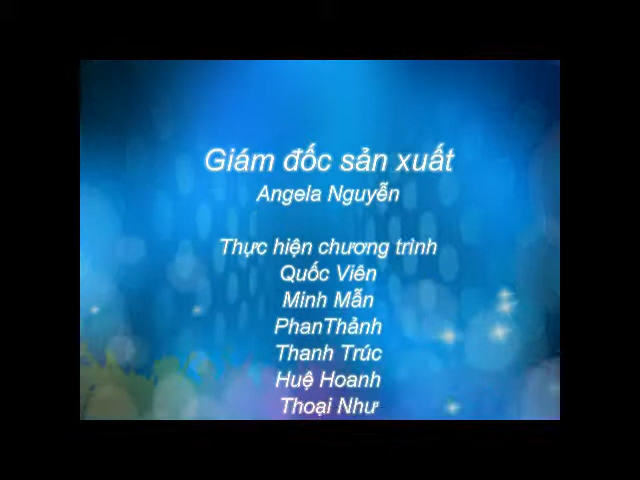 Giám đốc sản xuất
Angela Nguyễn
Thực hiện chương trình
Quốc Viên
Minh Mẫn
PhanThảnh
Thanh Trúc
Huệ Hoanh
Thoại Như